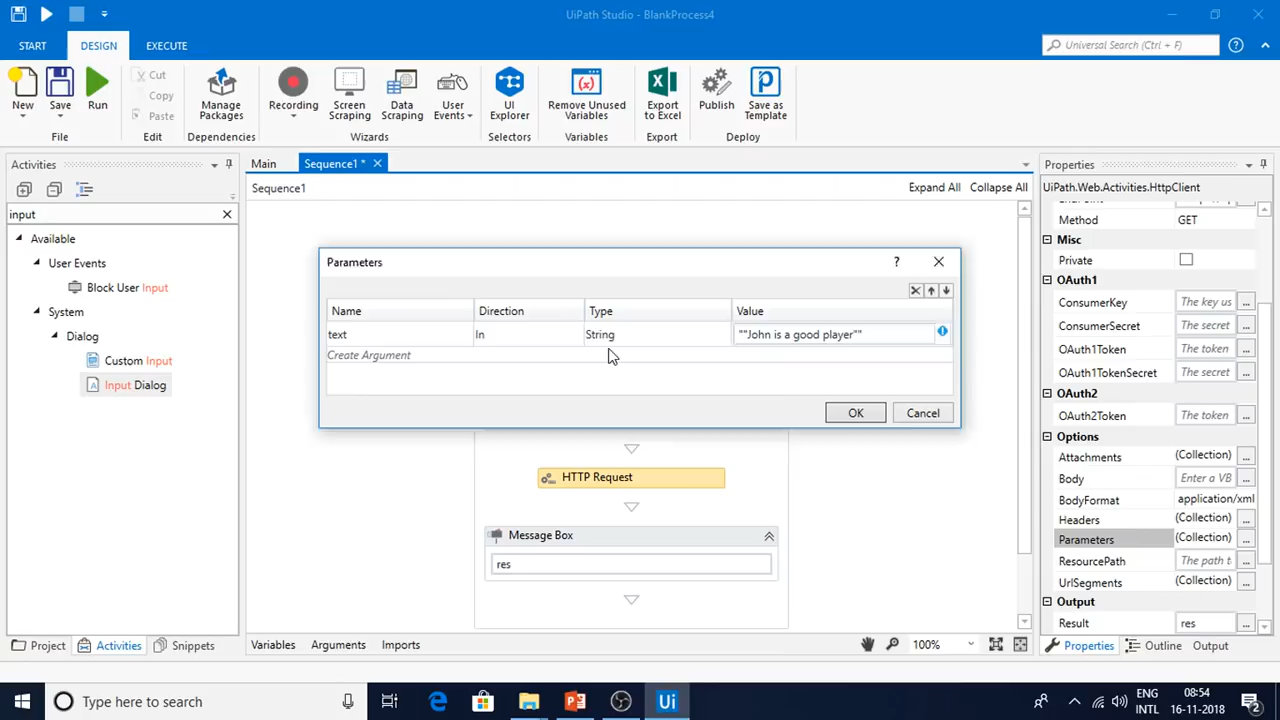 UiPath Studio - BlankProcess4
START DESIGN EXECUTE
Universal Search (Ctrl + F)
New Save Run
Cut
Copy
Paste
Manage Packages
Recording
Screen Scraping
Data Scraping
User Events
UI Explorer
Remove Unused Variables
Export to Excel
Publish
Save as Template
File Edit Dependencies Wizards Selectors Variables Export Deploy
Activities
input
Available
User Events
Block User Input
System
Dialog
Custom Input
Input Dialog
Project Activities Snippets
Main Sequence1 *
Sequence1 Expand All Collapse All
Parameters
Name Direction Type Value
text In String ""John is a good player""
Create Argument
OK Cancel
HTTP Request
Message Box
res
Variables Arguments Imports 100%
Properties
UiPath.Web.Activities.HttpClient
Method GET
Misc
Private
OAuth1
ConsumerKey The key us ...
ConsumerSecret The secret ...
OAuth1Token The token ...
OAuth1TokenSecret The secret ...
OAuth2
OAuth2Token The token ...
Options
Attachments (Collection) ...
Body Enter a VB ...
BodyFormat application/xml
Headers (Collection) ...
Parameters (Collection) ...
ResourcePath The path t ...
UrlSegments (Collection) ...
Output
Result res ...
Properties Outline Output
Type here to search
Ui
ENG
INTL
08:54
16-11-2018
2